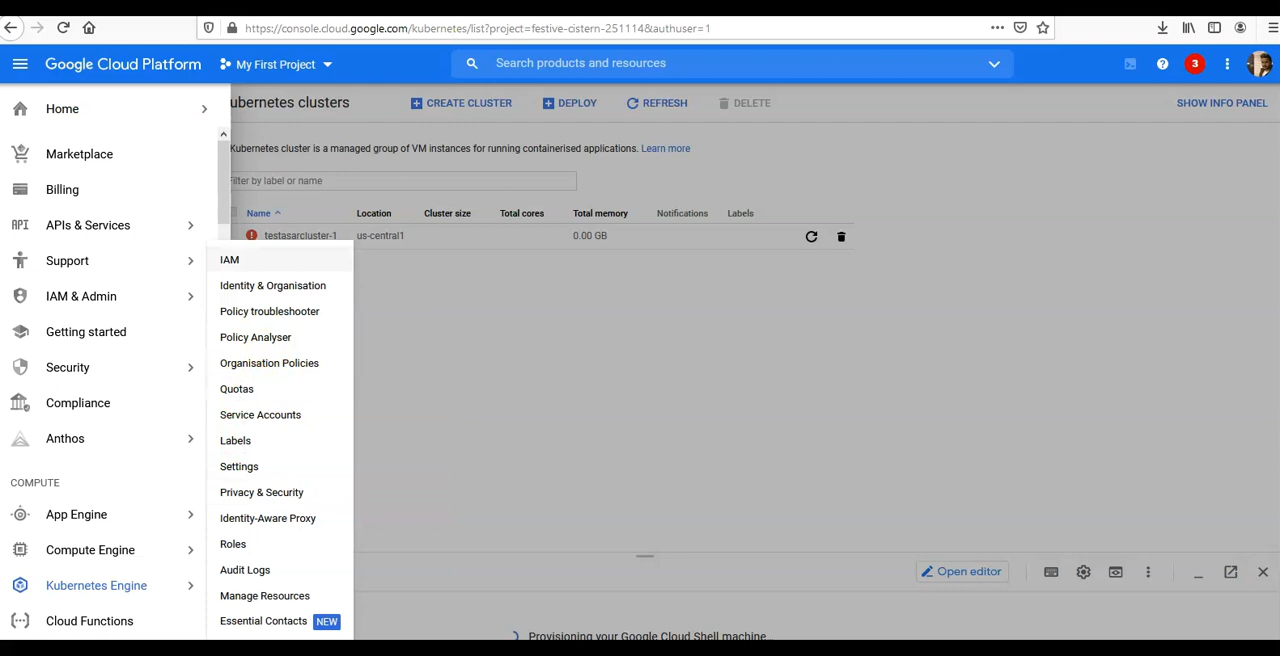 https://console.cloud.google.com/kubernetes/list?project=festive-cistern-251114&authuser=1
Google Cloud Platform
My First Project
Search products and resources
3
Home
ubernetes clusters
CREATE CLUSTER
DEPLOY
REFRESH
DELETE
SHOW INFO PANEL
Marketplace
Kubernetes cluster is a managed group of VM instances for running containerised applications. Learn more
Billing
Filter by label or name
API APIs & Services
Name
Location
Cluster size
Total cores
Total memory
Notifications
Labels
testasarcluster-1
us-central1
0.00 GB
Support
IAM & Admin
Getting started
Security
Compliance
Anthos
COMPUTE
App Engine
Compute Engine
Kubernetes Engine
Cloud Functions
IAM
Identity & Organisation
Policy troubleshooter
Policy Analyser
Organisation Policies
Quotas
Service Accounts
Labels
Settings
Privacy & Security
Identity-Aware Proxy
Roles
Audit Logs
Manage Resources
Essential Contacts NEW
Open editor
Provisioning your Google Cloud Shell machine...